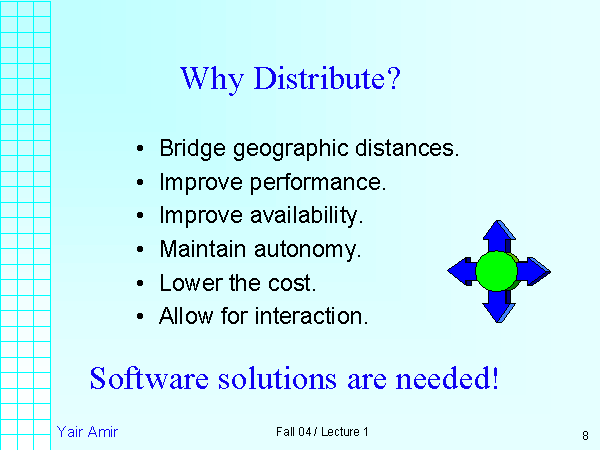 Why Distribute?
• Bridge geographic distances.
• Improve performance.
• Improve availability.
• Maintain autonomy.
• Lower the cost.
• Allow for interaction.
Software solutions are needed!
Yair Amir
Fall 04 / Lecture 1
8